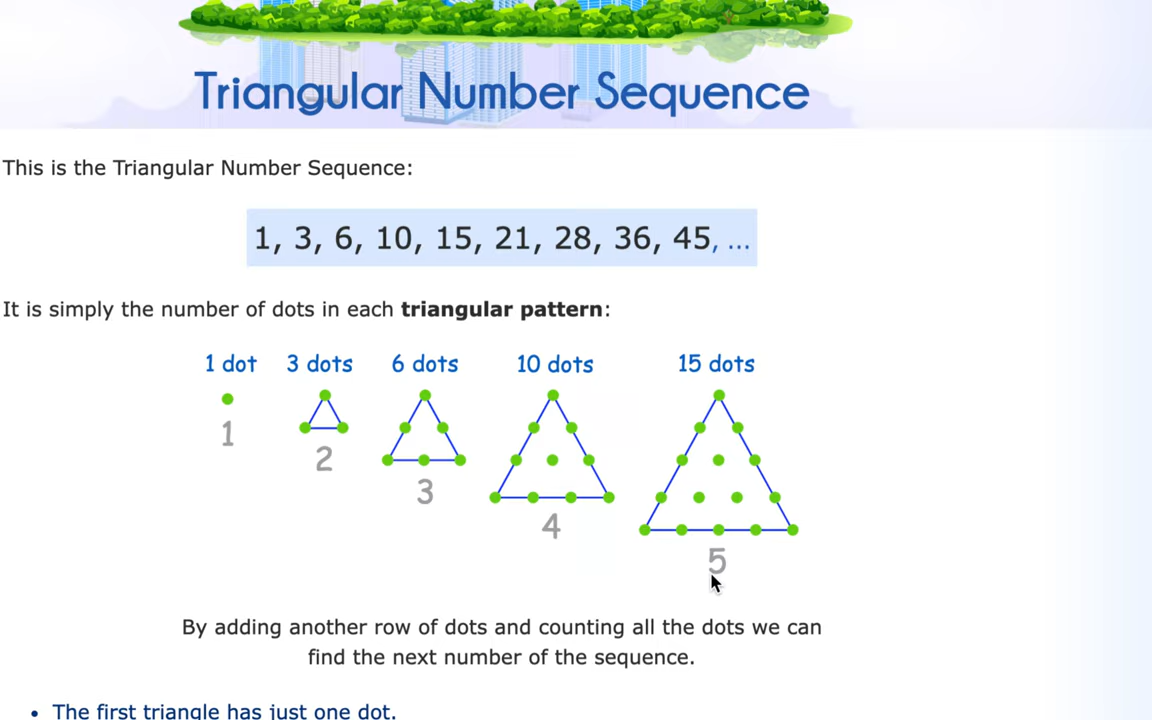 Triangular Number Sequence
This is the Triangular Number Sequence:
1, 3, 6, 10, 15, 21, 28, 36, 45, ...
It is simply the number of dots in each triangular pattern:
1 dot 3 dots 6 dots 10 dots 15 dots
1
2
3
4
5
By adding another row of dots and counting all the dots we can
find the next number of the sequence.
• The first triangle has just one dot.